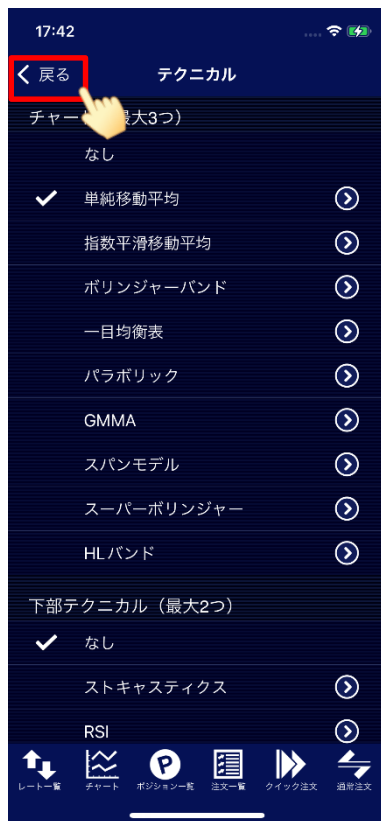 17:42
戻る
テクニカル
チャー
最大3つ）
なし
単純移動平均
指数平滑移動平均
ボリンジャーバンド
一目均衡表
パラボリック
GMMA
スパンモデル
スーパーボリンジャー
HLバンド
下部テクニカル（最大2つ）
なし
ストキャスティクス
RSI
レート一覧 チャート ポジション一覧 注文一覧 クイック注文 通常注文